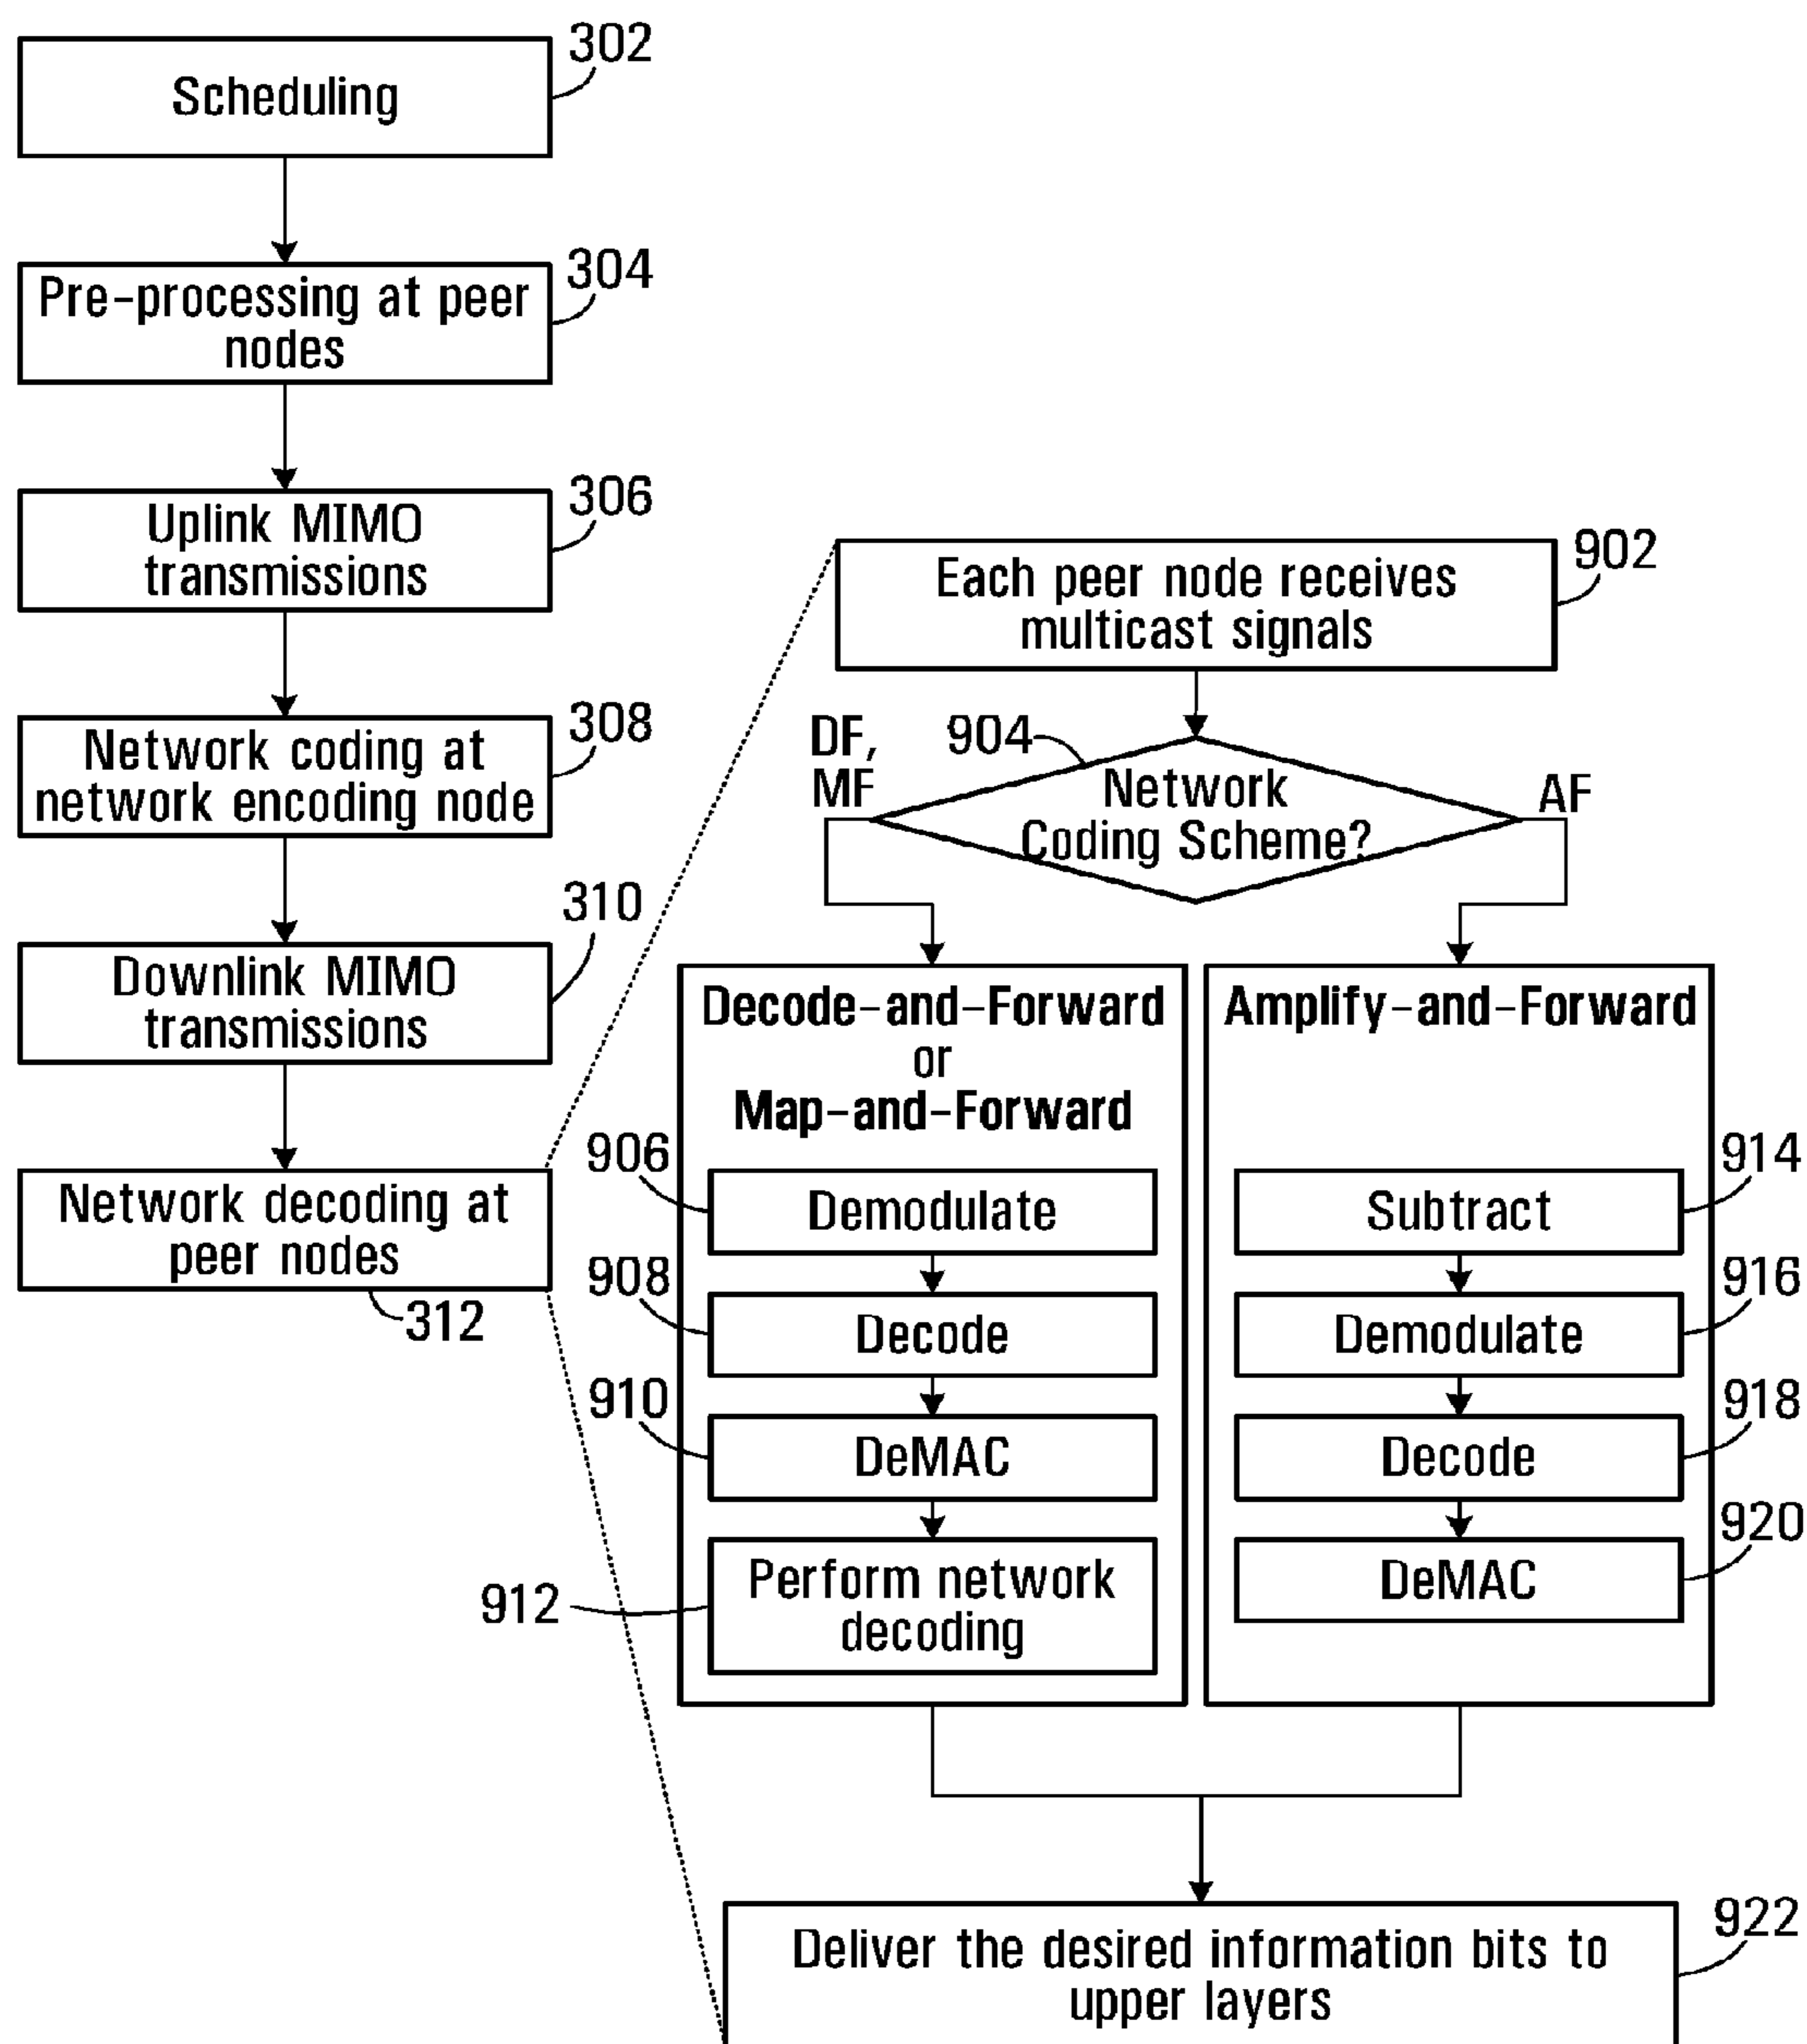 302
Scheduling
304
Pre-processing at peer
nodes
306
Uplink MIMO
transmissions
308
Network coding at
network encoding node
310
Downlink MIMO
transmissions
Network decoding at
peer nodes
312
902
Each peer node receives
multicast signals
904
DF,
MF
Network
Coding Scheme?
AF
Decode-and-Forward
or
Map-and-Forward
906
Demodulate
908
Decode
910
DeMAC
912
Perform network
decoding
Amplify-and-Forward
914
Subtract
916
Demodulate
918
Decode
920
DeMAC
922
Deliver the desired information bits to
upper layers